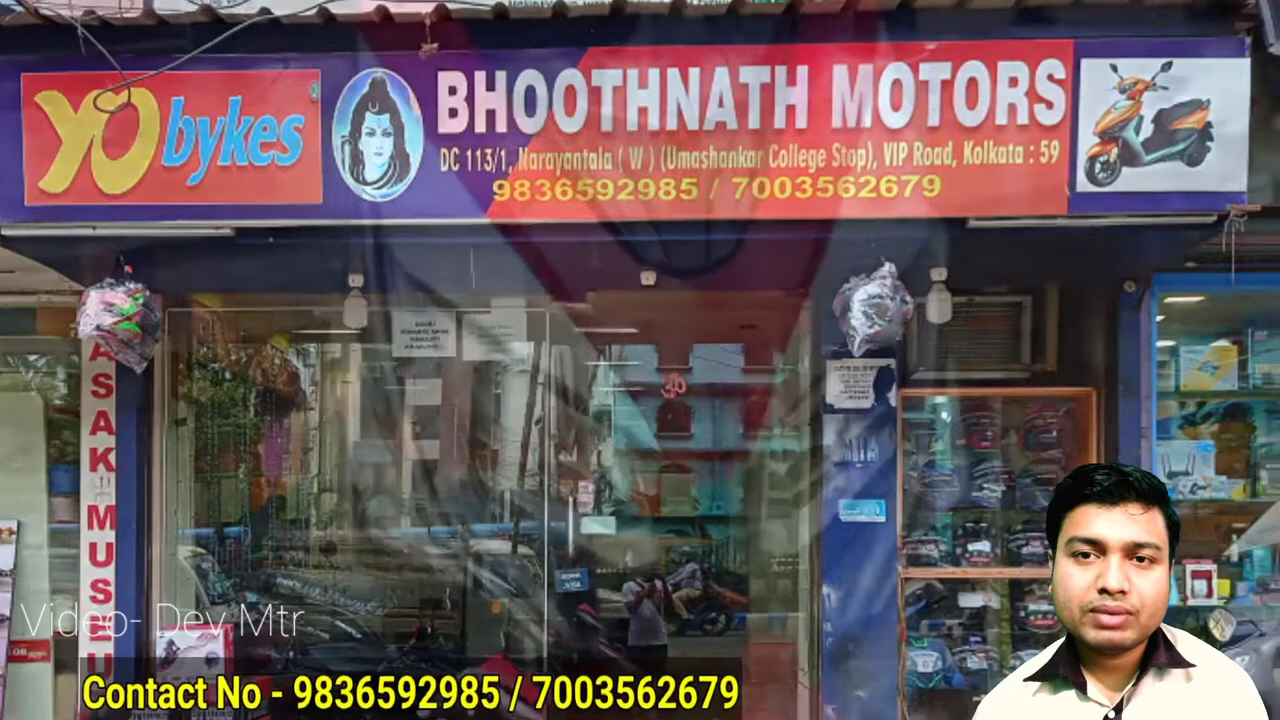 YO bykes
BHOOTHNATH MOTORS
DC 113/1, Narayantala ( W ) (Umashankar College Stop), VIP Road, Kolkata : 59
9836592985 / 7003562679
ASAK MUSEU
Video- Dev Mtr
Contact No - 9836592985 / 7003562679